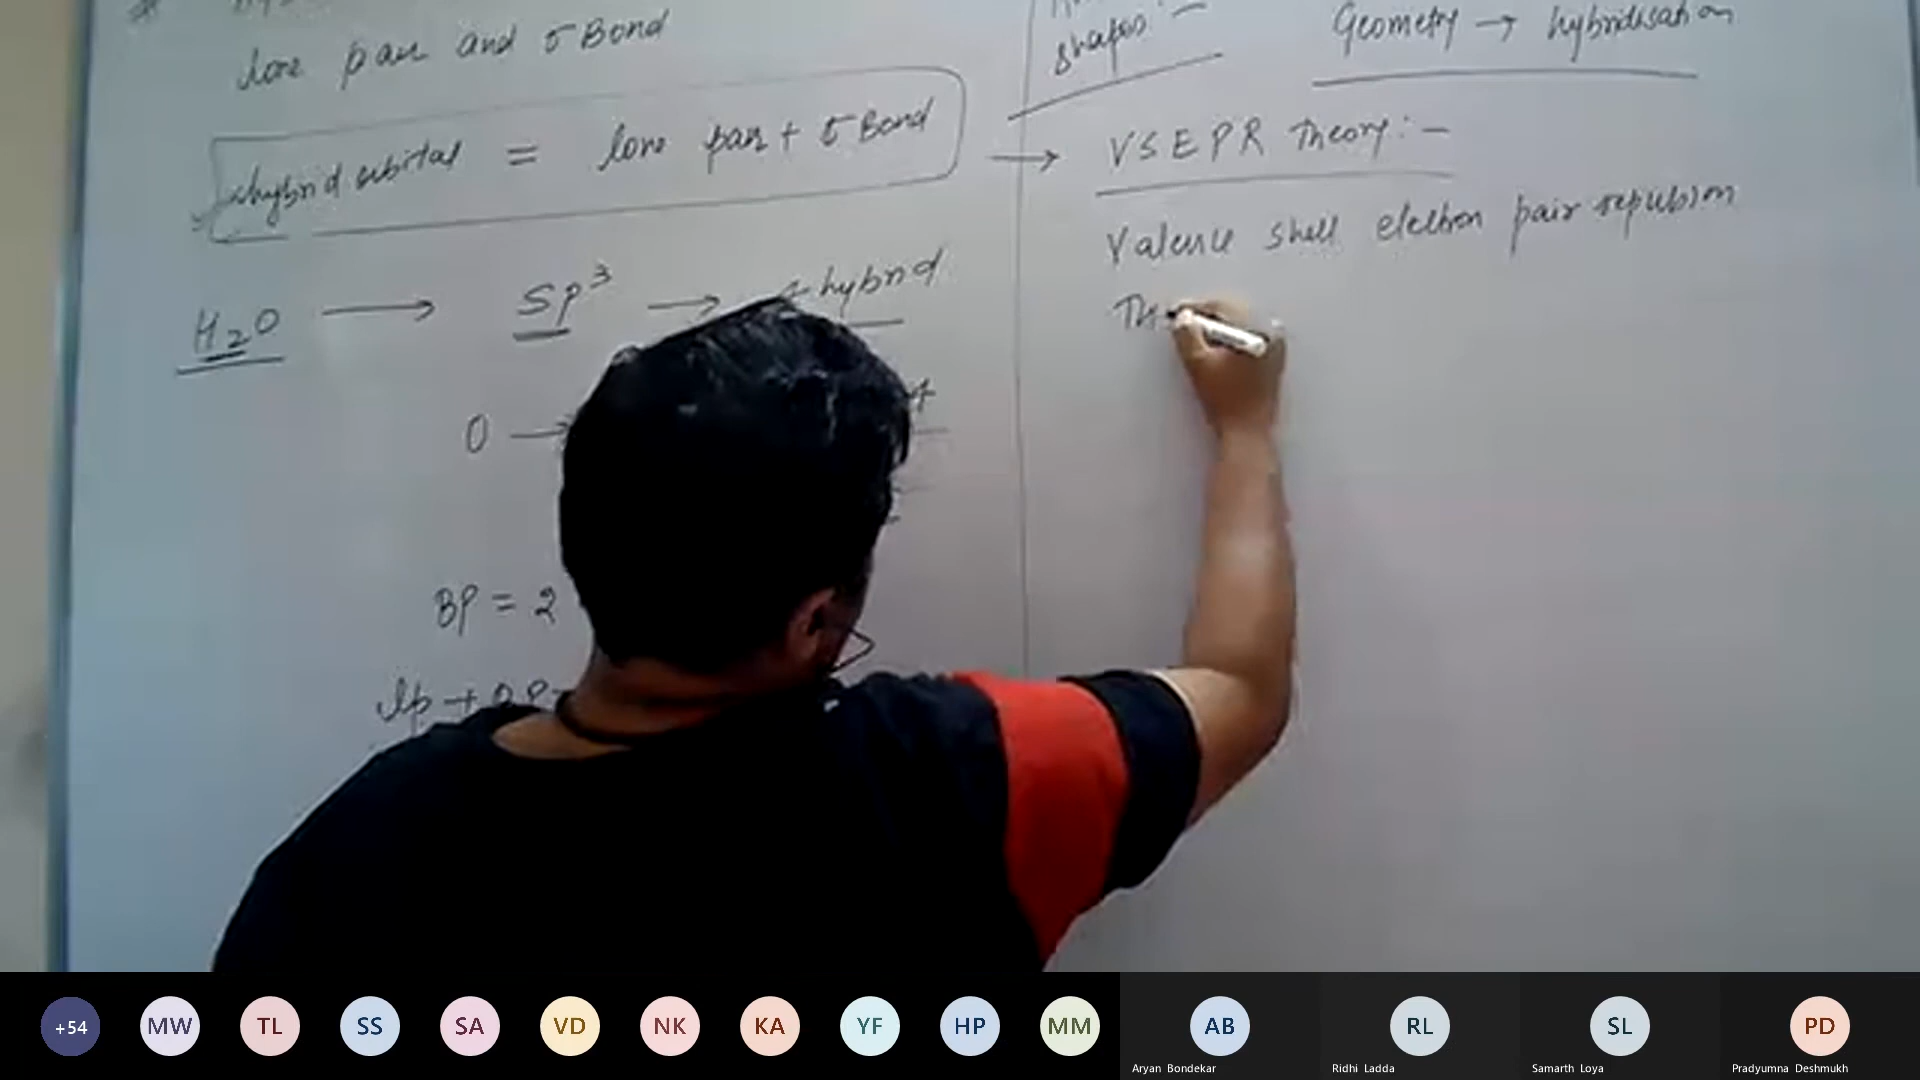 lone pair and σ Bond
hybrid orbital = lone pair + σ Bond
H2O → sp3 → hybrid
O →
BP = 2
lp +
shapes :-
Geometry → hybridisation
→ VSEPR Theory :-
Valence shell electron pair repulsion
Th
+54
MW
TL
SS
SA
VD
NK
KA
YF
HP
MM
AB
RL
SL
PD
Aryan Bondekar
Ridhi Ladda
Samarth Loya
Pradyumna Deshmukh